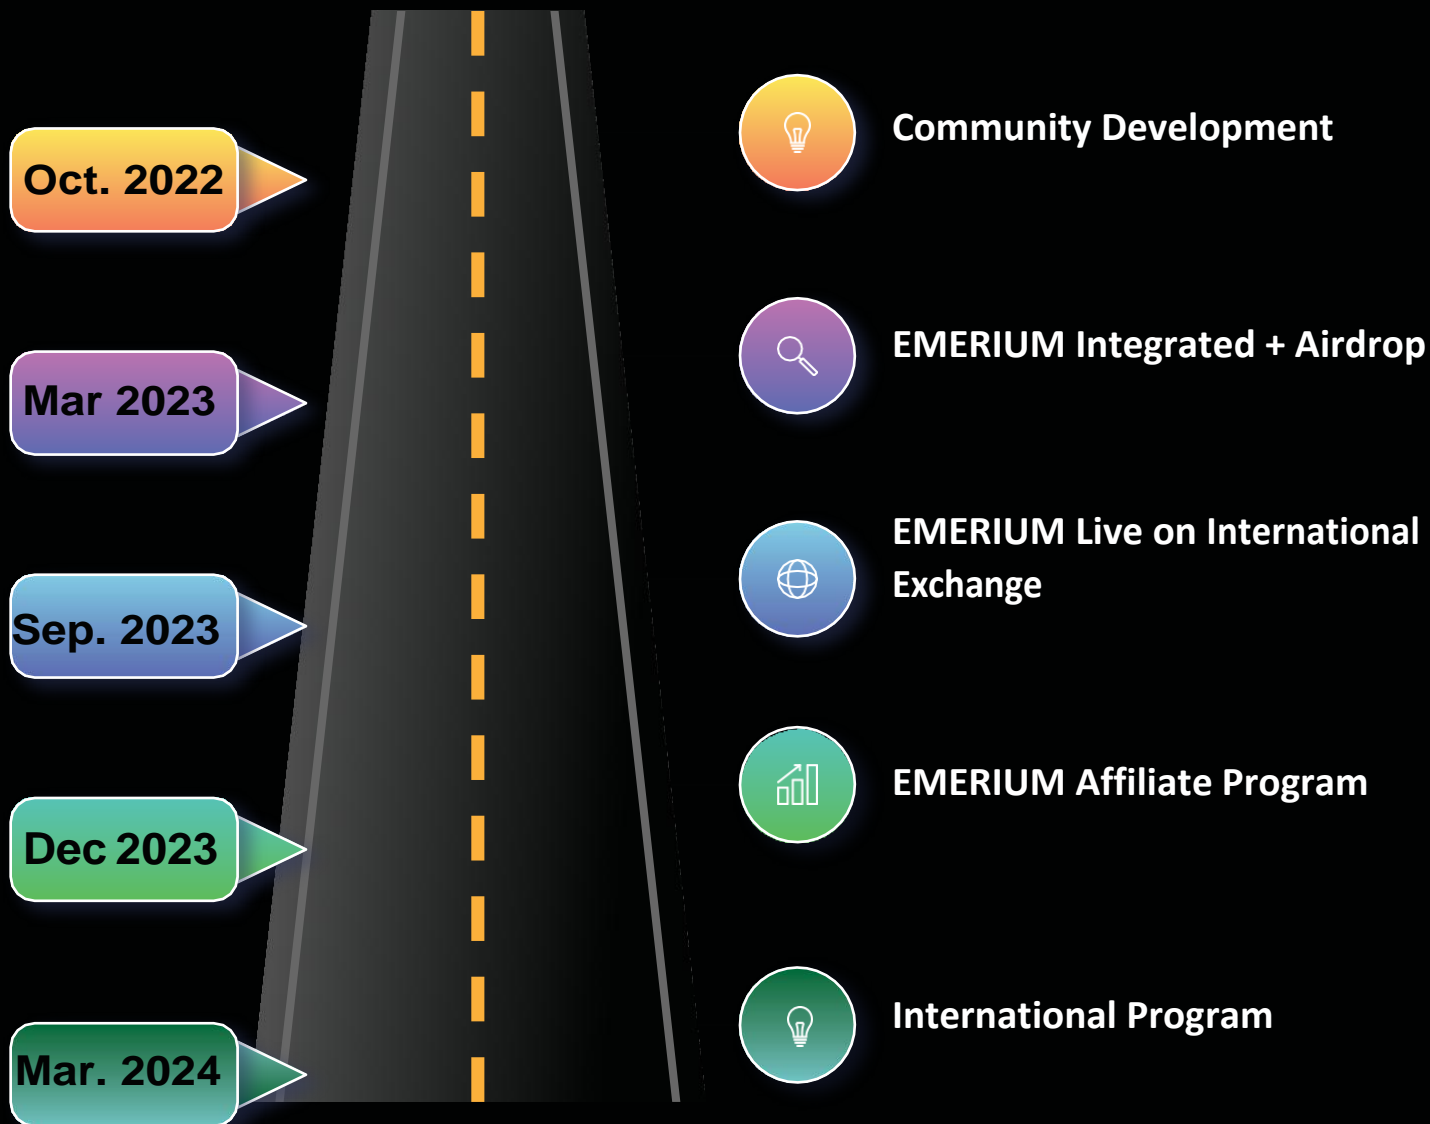 Oct. 2022
Community Development
Mar 2023
EMERIUM Integrated + Airdrop
Sep. 2023
EMERIUM Live on International
Exchange
Dec 2023
EMERIUM Affiliate Program
Mar. 2024
International Program